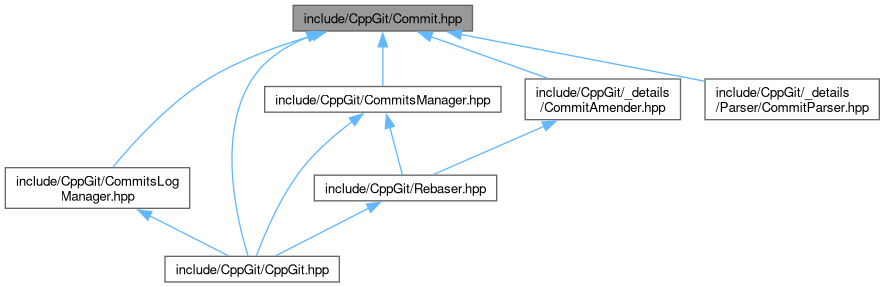 include/CppGit/Commit.hpp
include/CppGit/CommitsManager.hpp
include/CppGit/_details
/CommitAmender.hpp
include/CppGit/_details
/Parser/CommitParser.hpp
include/CppGit/CommitsLog
Manager.hpp
include/CppGit/Rebaser.hpp
include/CppGit/CppGit.hpp